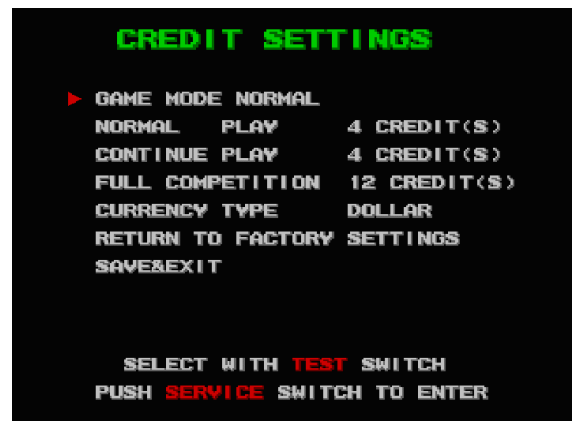 CREDIT SETTINGS
GAME MODE NORMAL
NORMAL PLAY 4 CREDIT(S)
CONTINUE PLAY 4 CREDIT(S)
FULL COMPETITION 12 CREDIT(S)
CURRENCY TYPE DOLLAR
RETURN TO FACTORY SETTINGS
SAVE&EXIT
SELECT WITH TEST SWITCH
PUSH SERVICE SWITCH TO ENTER